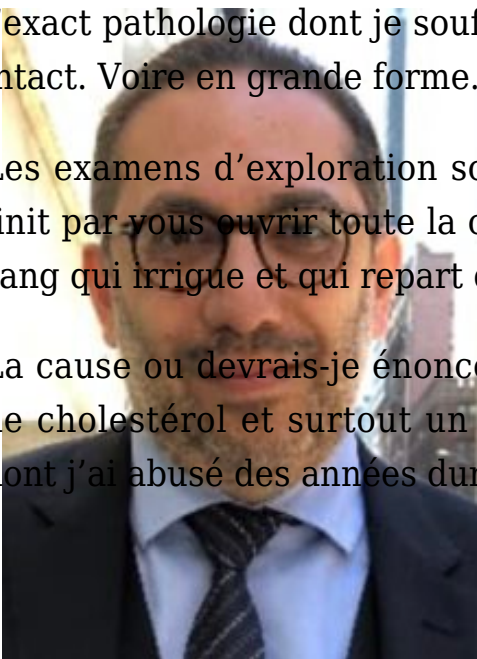 'exact pathologie dont je souf
ntact. Voire en grande forme.
Les examens d'exploration so
init par vous ouvrir toute la c
ang qui irrigue et qui repart
La cause ou devrais-je énonce
e cholestérol et surtout un
dont j'ai abusé des années dur